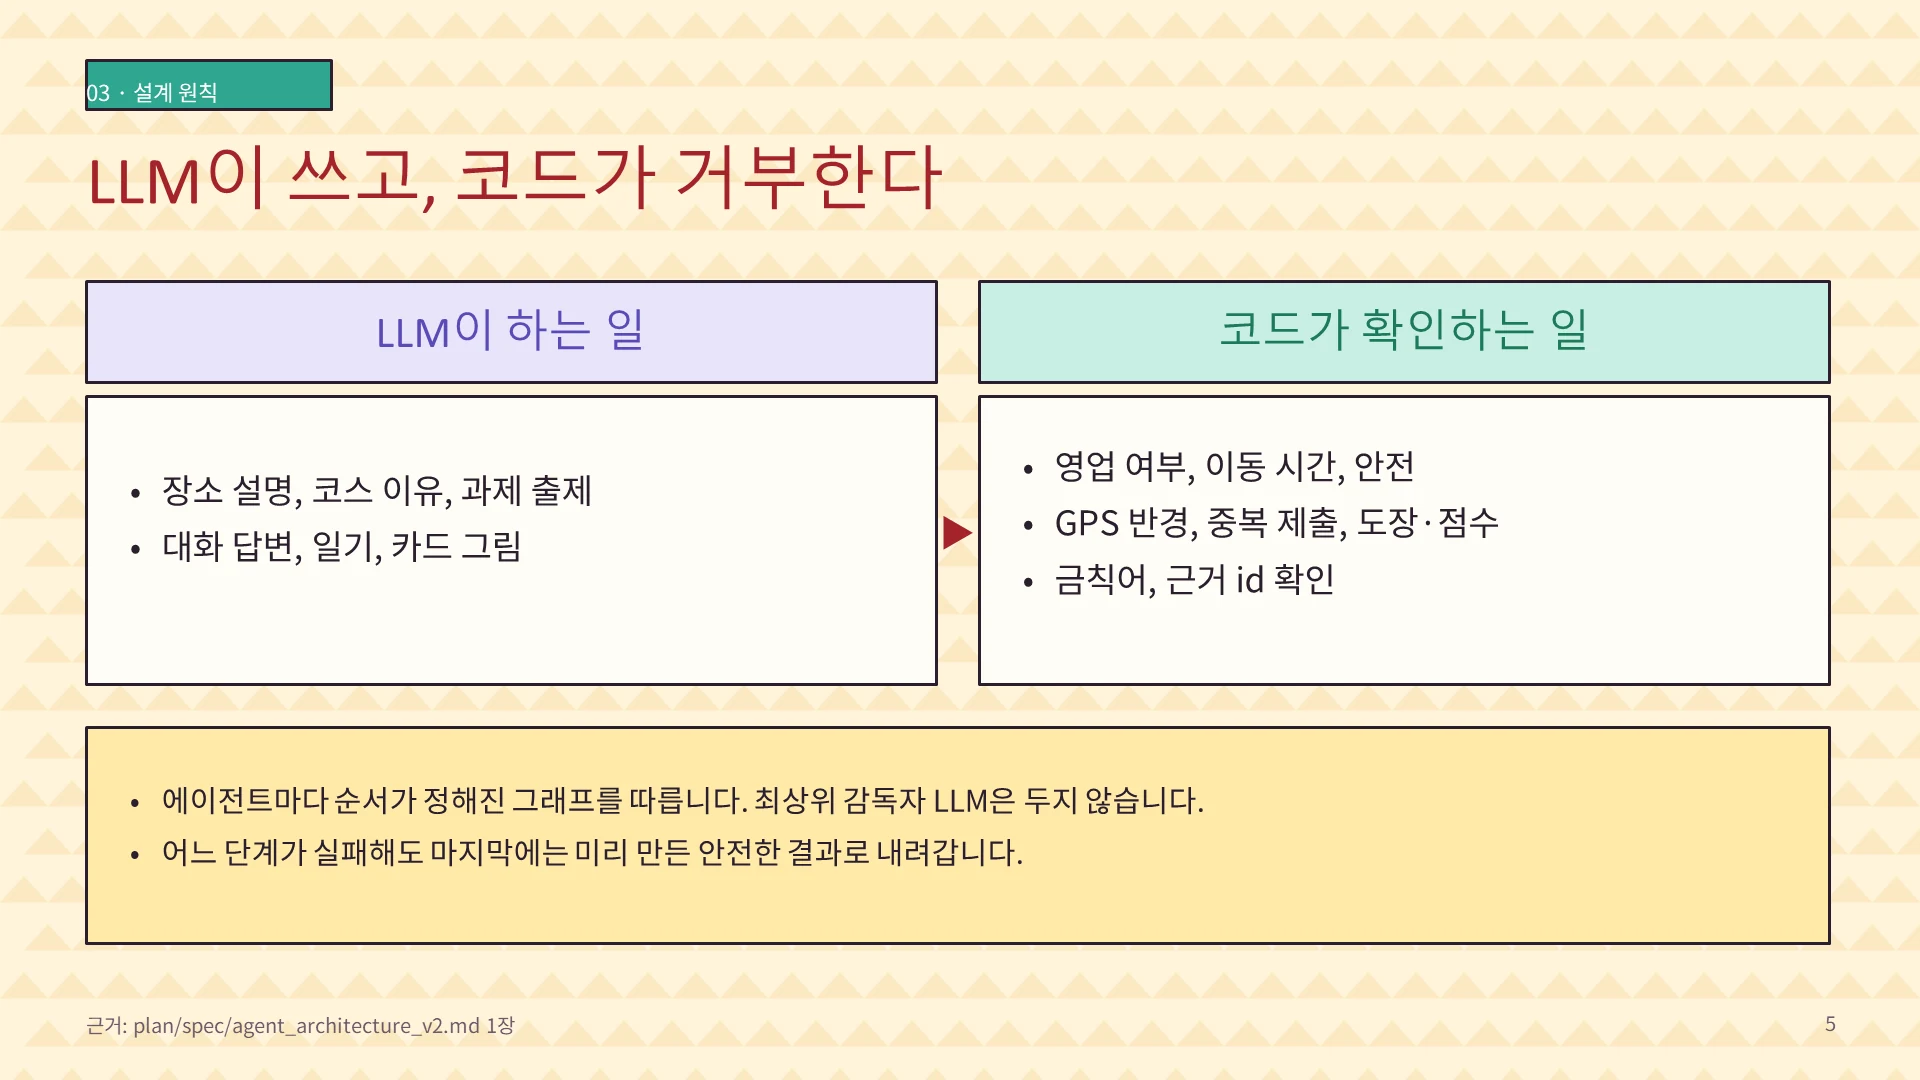 03 · 설계 원칙
LLM이 쓰고, 코드가 거부한다
LLM이 하는 일
• 장소 설명, 코스 이유, 과제 출제
• 대화 답변, 일기, 카드 그림
코드가 확인하는 일
• 영업 여부, 이동 시간, 안전
• GPS 반경, 중복 제출, 도장·점수
• 금칙어, 근거 id 확인
• 에이전트마다 순서가 정해진 그래프를 따릅니다. 최상위 감독자 LLM은 두지 않습니다.
• 어느 단계가 실패해도 마지막에는 미리 만든 안전한 결과로 내려갑니다.
근거: plan/spec/agent_architecture_v2.md 1장
5